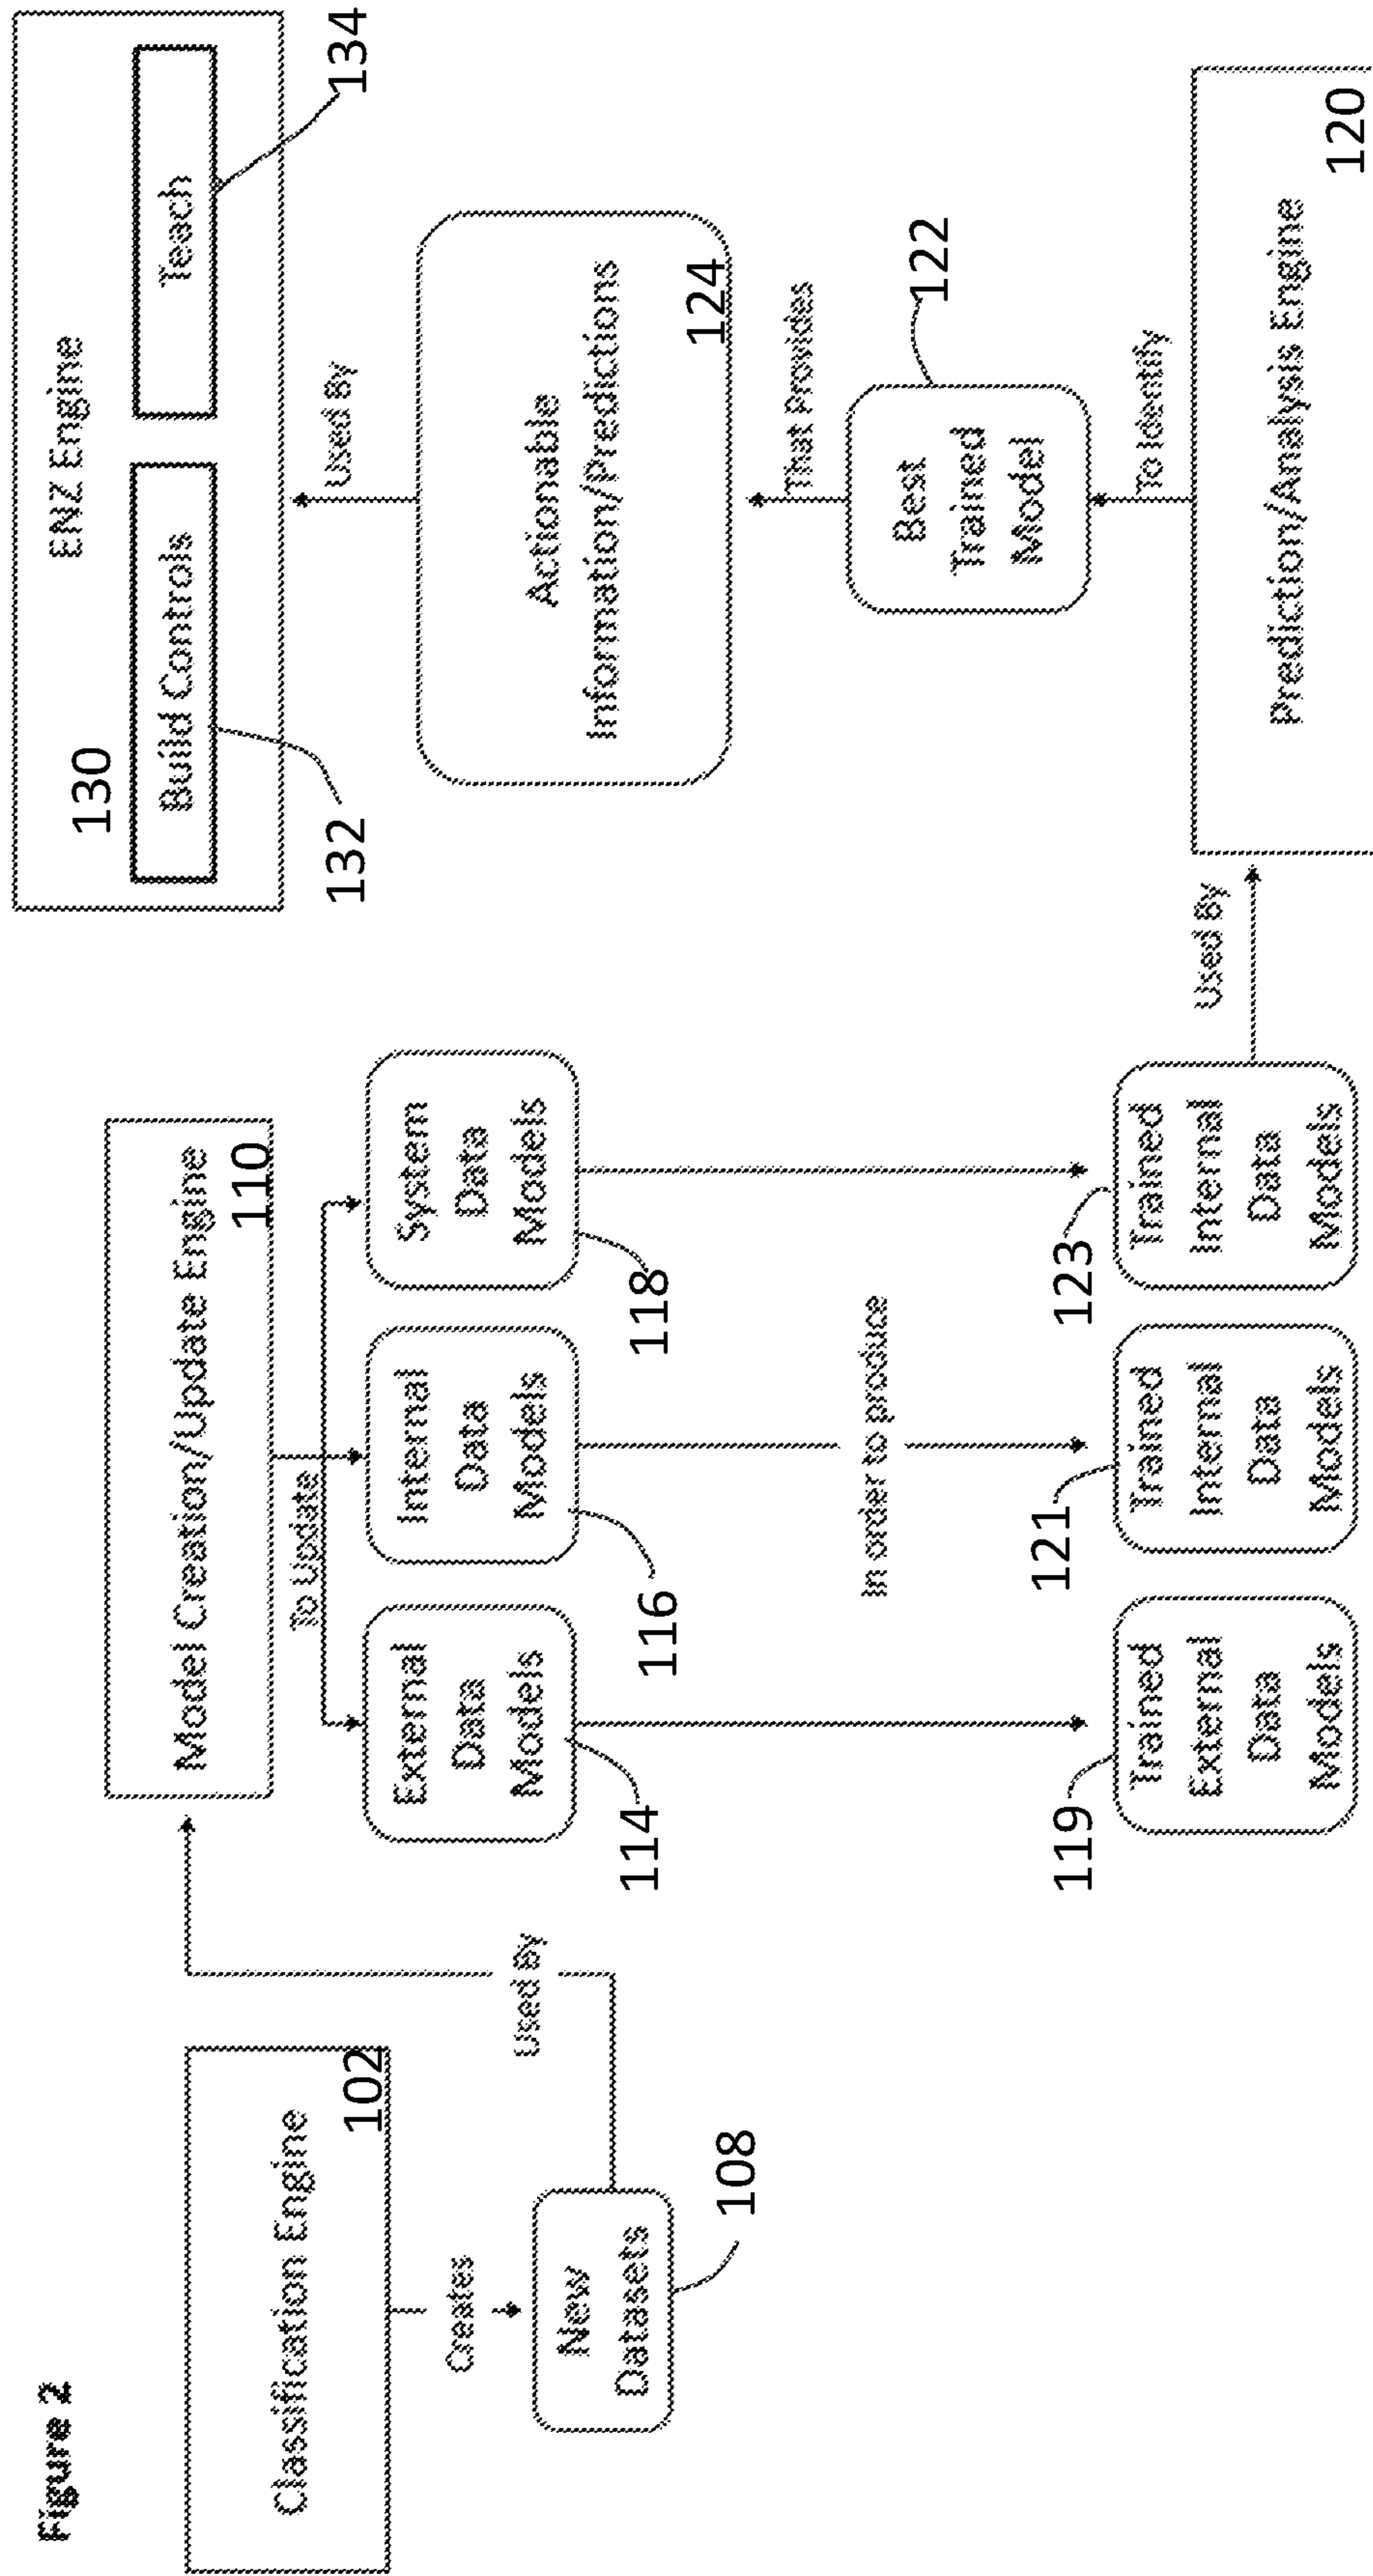 Figure 2
Classification Engine
102
Creates
New
Datasets
108
Used By
Model Creation/Update Engine
110
To Update
External
Data
Models
114
Internal
Data
Models
116
System
Data
Models
118
In order to produce
119
Trained
External
Data
Models
121
Trained
Internal
Data
Models
123
Trained
Internal
Data
Models
Used By
Prediction/Analysis Engine
120
To Identify
Best
Trained
Model
122
That Provides
Actionable
Information/Predictions
124
Used By
ENZ Engine
130
Build Controls
132
Teach
134